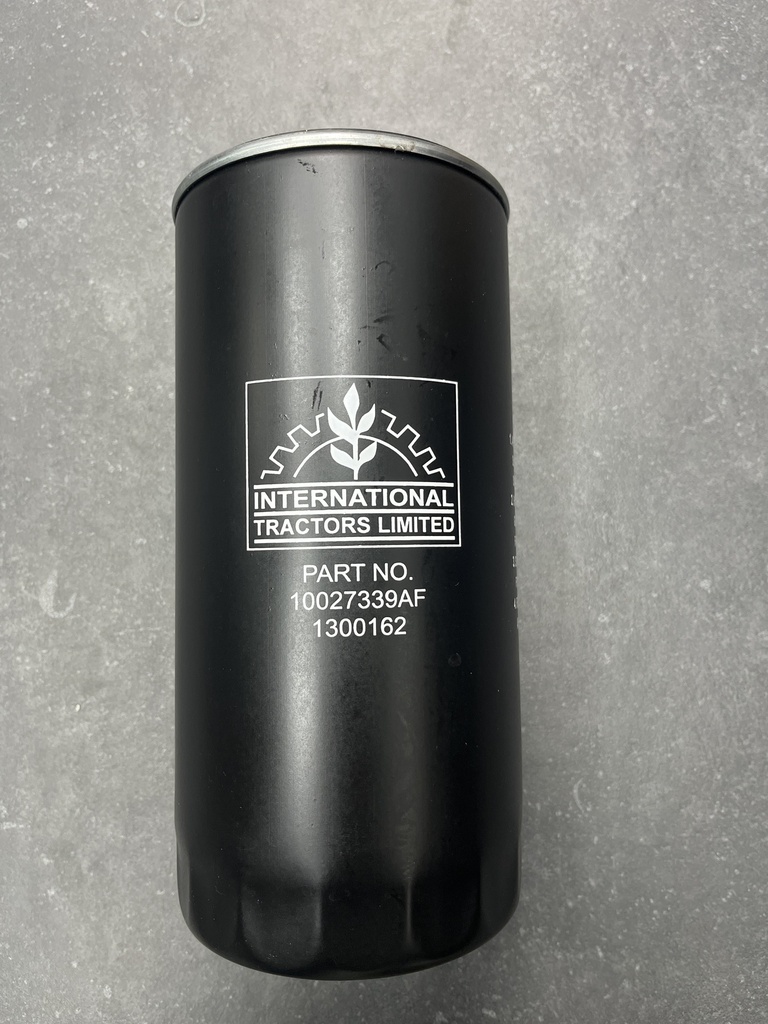 INTERNATIONAL
TRACTORS LIMITED
PART NO.
10027339AF
1300162